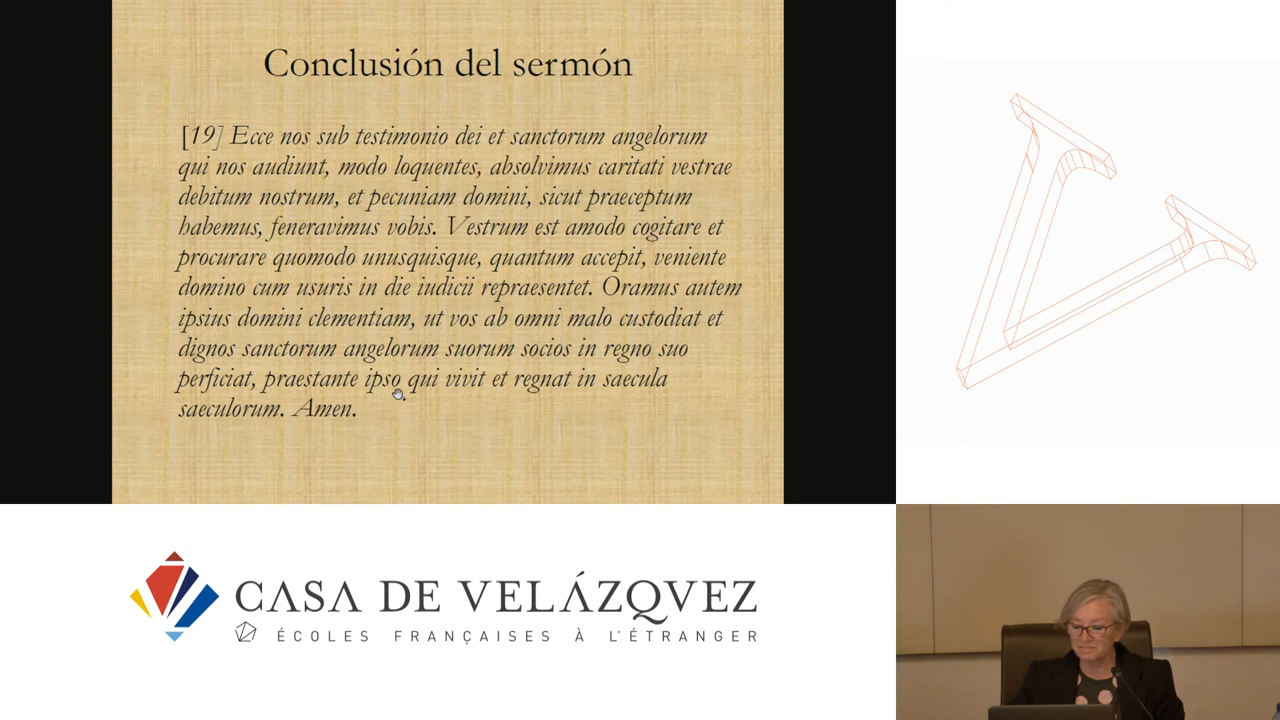 Conclusión del sermón
[19] Ecce nos sub testimonio dei et sanctorum angelorum
qui nos audiunt, modo loquentes, absolvimus caritati vestrae
debitum nostrum, et pecuniam domini, sicut praeceptum
habemus, feneravimus vobis. Vestrum est amodo cogitare et
procurare quomodo unusquisque, quantum accepit, veniente
domino cum usuris in die iudicii repraesentet. Oramus autem
ipsius domini clementiam, ut vos ab omni malo custodiat et
dignos sanctorum angelorum suorum socios in regno suo
perficiat, praestante ipso qui vivit et regnat in saecula
saeculorum. Amen.
CASA DE VELÁZQVEZ
ÉCOLES FRANÇAISES À L'ÉTRANGER